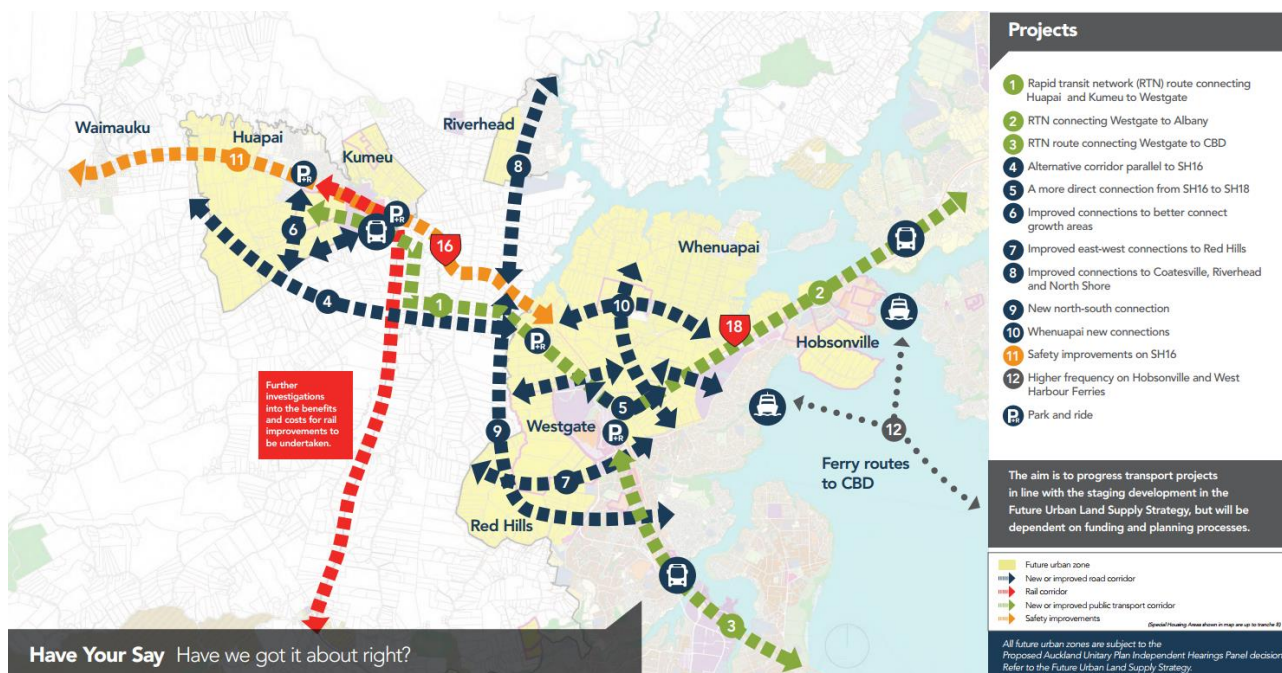 Waimauku
Huapai
Kumeu
Riverhead
11
P+R
8
6
P+R
16
Whenuapai
4
1
10
2
P+R
18
Hobsonville
Further
investigations
into the benefits
and costs for rail
improvements to
be undertaken.
5
Westgate
P+R
9
12
7
Ferry routes
to CBD
Red Hills
3
Have Your Say Have we got it about right?
Projects
1 Rapid transit network (RTN) route connecting
Huapai and Kumeu to Westgate
2 RTN connecting Westgate to Albany
3 RTN route connecting Westgate to CBD
4 Alternative corridor parallel to SH16
5 A more direct connection from SH16 to SH18
6 Improved connections to better connect
growth areas
7 Improved east-west connections to Red Hills
8 Improved connections to Coatesville, Riverhead
and North Shore
9 New north-south connection
10 Whenuapai new connections
11 Safety improvements on SH16
12 Higher frequency on Hobsonville and West
Harbour Ferries
P+R Park and ride
The aim is to progress transport projects
in line with the staging development in the
Future Urban Land Supply Strategy, but will be
dependent on funding and planning processes.
Future urban zone
New or improved road corridor
Rail corridor
New or improved public transport corridor
Safety improvements
(Special Housing Areas shown in map are up to tranche 8)
All future urban zones are subject to the
Proposed Auckland Unitary Plan Independent Hearings Panel decision
Refer to the Future Urban Land Supply Strategy.